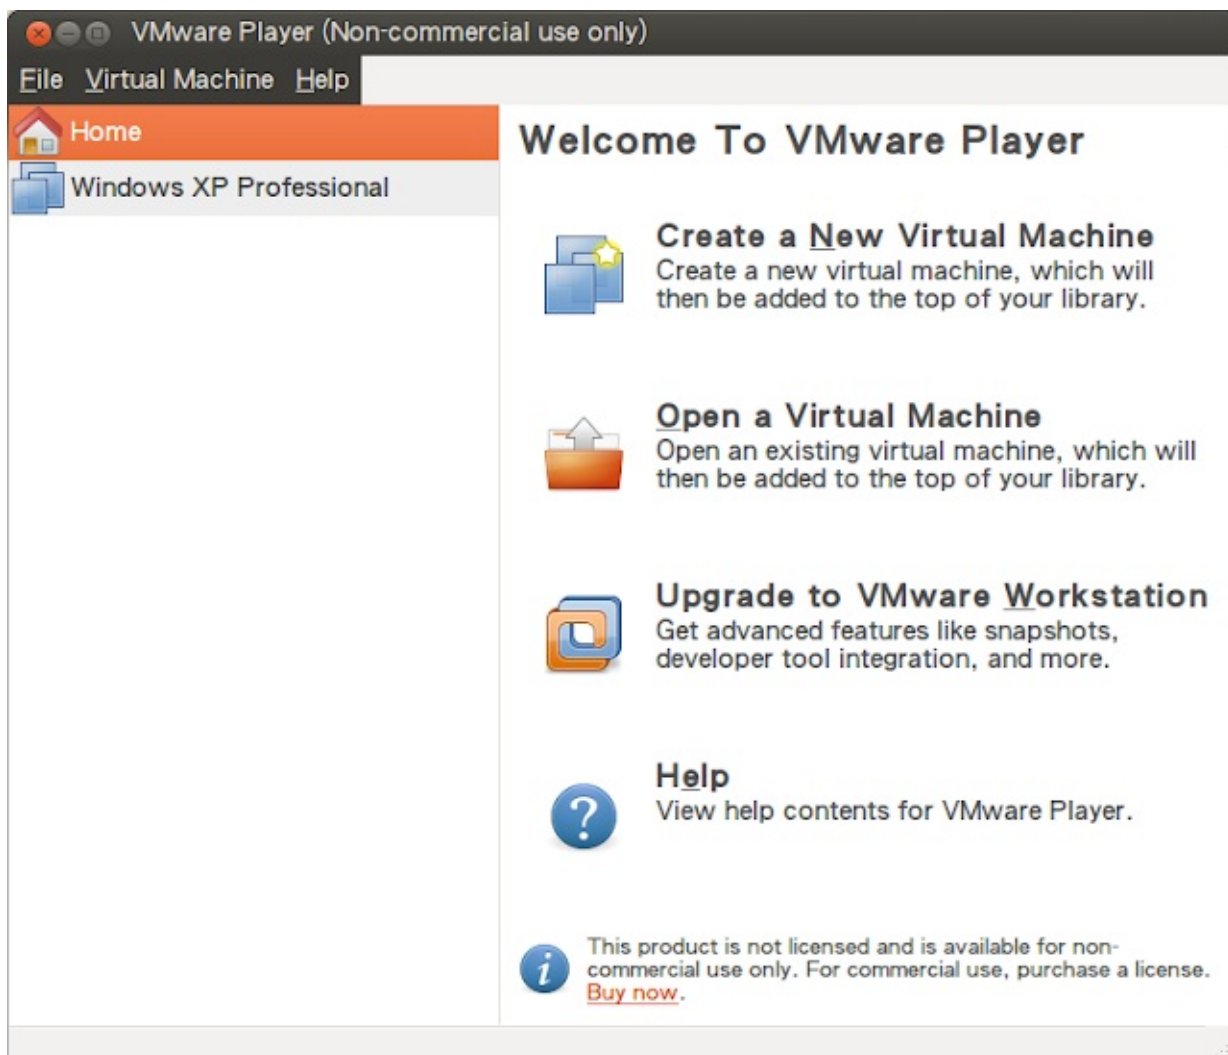 VMware Player (Non-commercial use only)
File Virtual Machine Help
Home
Windows XP Professional
Welcome To VMware Player
Create a New Virtual Machine
Create a new virtual machine, which will
then be added to the top of your library.
Open a Virtual Machine
Open an existing virtual machine, which will
then be added to the top of your library.
Upgrade to VMware Workstation
Get advanced features like snapshots,
developer tool integration, and more.
Help
View help contents for VMware Player.
This product is not licensed and is available for non-
commercial use only. For commercial use, purchase a license.
Buy now.